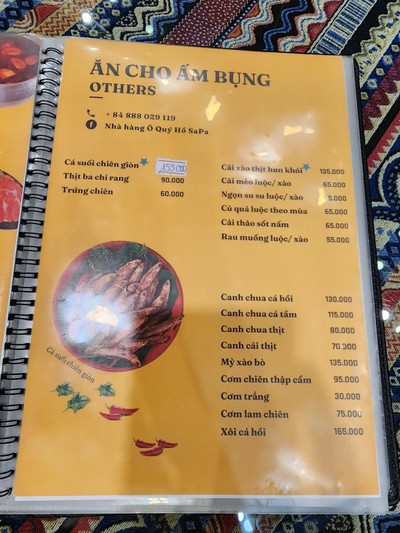 ĂN CHO ẤM BỤNG
OTHERS
+ 84 888 029 119
Nhà hàng Ô Quý Hồ SaPa
Cá suối chiên giòn 155.000
Thịt ba chỉ rang 90.000
Trứng chiên 60.000
Cải xào thịt hun khói 135.000
Cải mèo luộc/ xào 65.000
Ngọn su su luộc/ xào 5.000
Củ quả luộc theo mùa 65.000
Cải thảo sốt nấm 65.000
Rau muống luộc/ xào 55.000
Cá suối chiên giòn
Canh chua cá hồi 130.000
Canh chua cá tầm 115.000
Canh chua thịt 80.000
Canh cải thịt 70.000
Mỳ xào bò 135.000
Cơm chiên thập cẩm 95.000
Cơm trắng 30.000
Cơm lam chiên 75.000
Xôi cá hồi 165.000